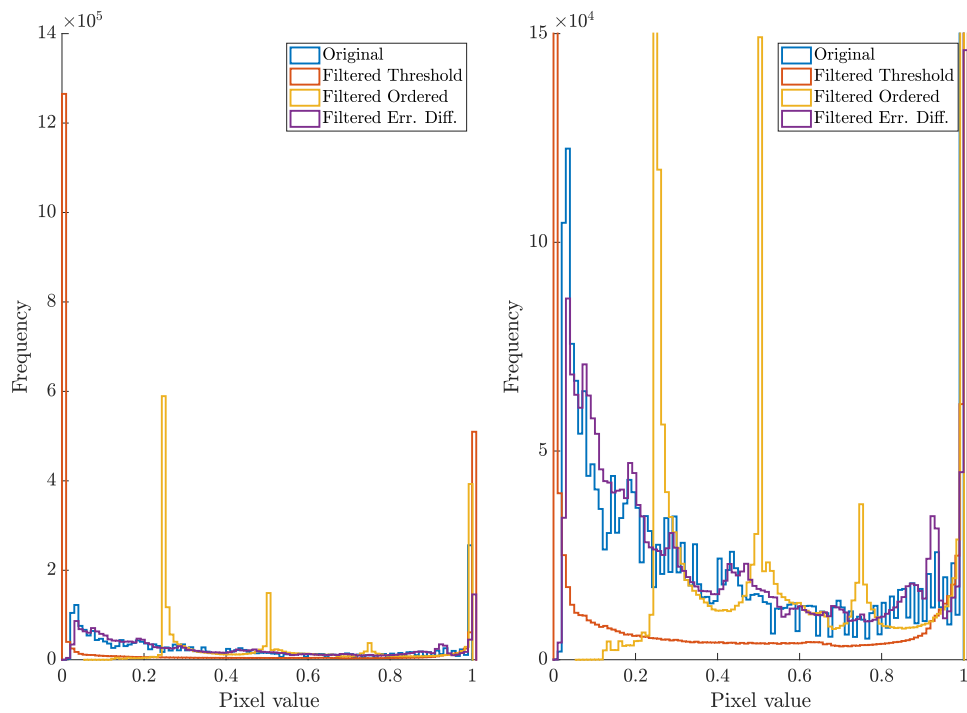 ×10^5
14
12
10
8
6
4
2
0
Frequency
0 0.2 0.4 0.6 0.8 1
Pixel value
Original
Filtered Threshold
Filtered Ordered
Filtered Err. Diff.
×10^4
15
10
5
0
Frequency
0 0.2 0.4 0.6 0.8 1
Pixel value
Original
Filtered Threshold
Filtered Ordered
Filtered Err. Diff.